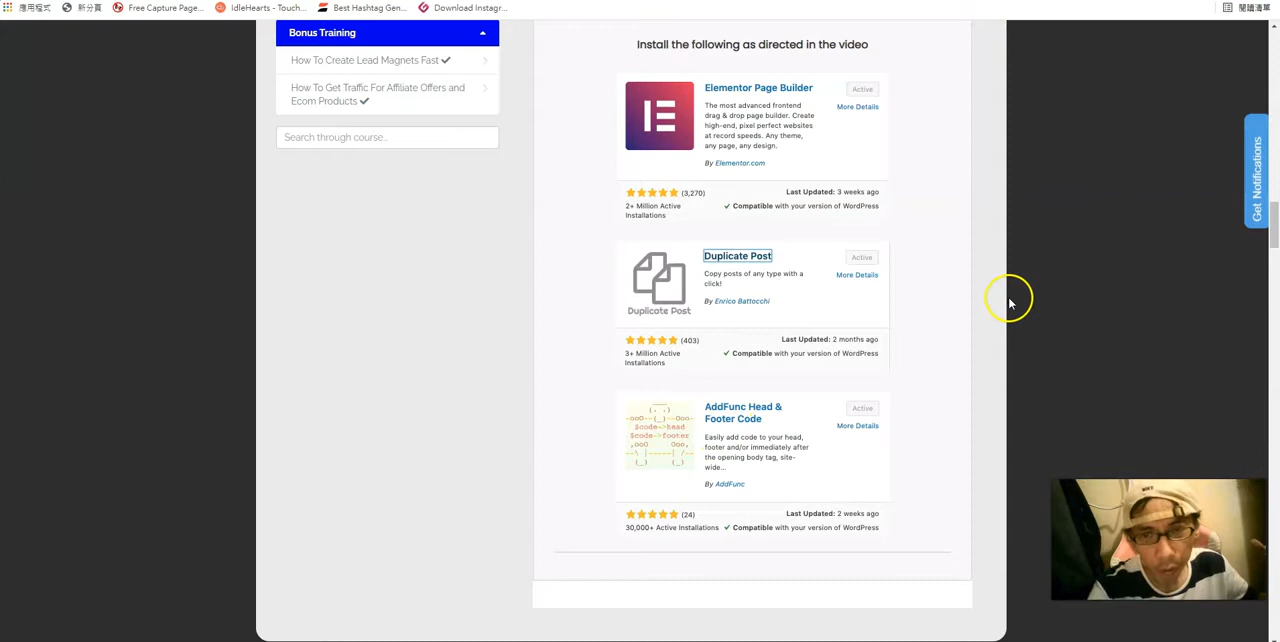 應用程式
新分頁
Free Capture Page...
IdleHearts - Touch...
Best Hashtag Gen...
Download Instagr...
閱讀清單
Bonus Training
How To Create Lead Magnets Fast ✔
How To Get Traffic For Affiliate Offers and
Ecom Products ✔
Search through course...
Install the following as directed in the video
Elementor Page Builder
Active
More Details
The most advanced frontend
drag & drop page builder. Create
high-end, pixel perfect websites
at record speeds. Any theme,
any page, any design.
By Elementor.com
(3,270)
Last Updated: 3 weeks ago
2+ Million Active
Installations
✓ Compatible with your version of WordPress
Duplicate Post
Duplicate Post
Active
More Details
Copy posts of any type with a
click!
By Enrico Battocchi
(403)
Last Updated: 2 months ago
3+ Million Active
Installations
✓ Compatible with your version of WordPress
$code->head
$code->footer
AddFunc Head &
Footer Code
Active
More Details
Easily add code to your head,
footer and/or immediately after
the opening body tag, site-
wide...
By AddFunc
(24)
Last Updated: 2 weeks ago
30,000+ Active Installations
✓ Compatible with your version of WordPress
Get Notifications